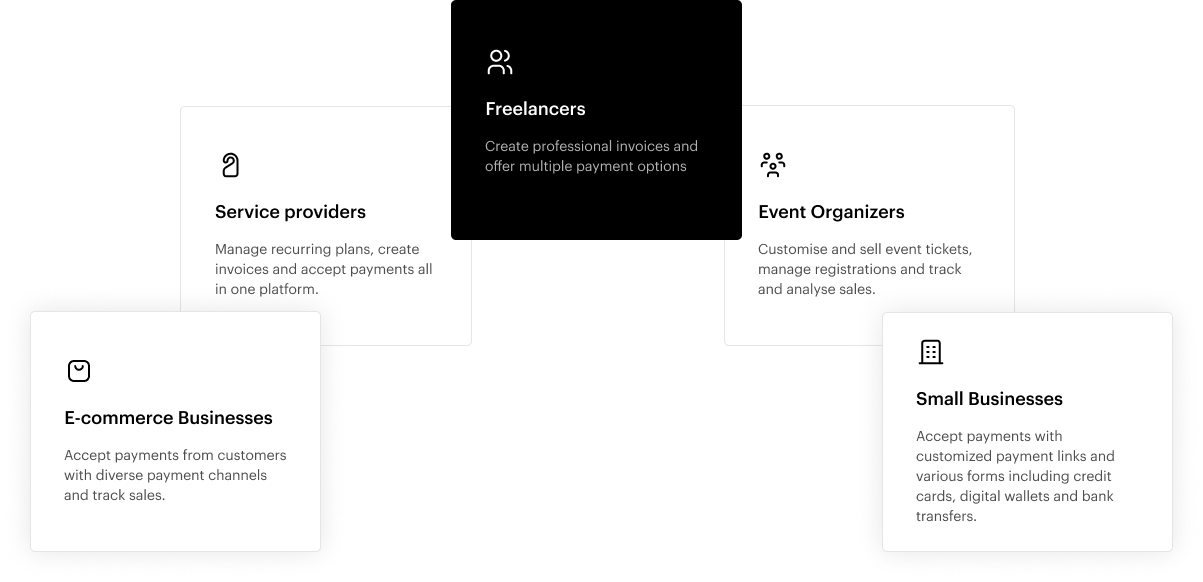 Freelancers
Create professional invoices and
offer multiple payment options
Service providers
Manage recurring plans, create
invoices and accept payments all
in one platform.
Event Organizers
Customise and sell event tickets,
manage registrations and track
and analyse sales.
E-commerce Businesses
Accept payments from customers
with diverse payment channels
and track sales.
Small Businesses
Accept payments with
customized payment links and
various forms including credit
cards, digital wallets and bank
transfers.